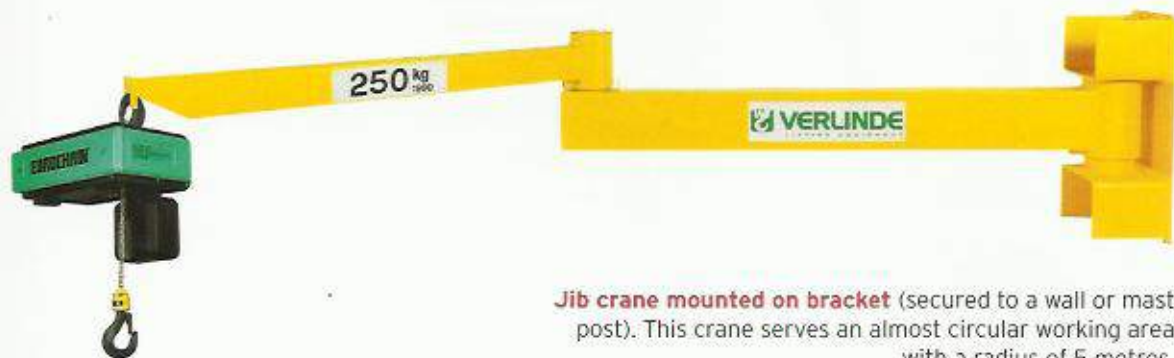 250 kg
VERLINDE
EUROCHAIN
Jib crane mounted on bracket (secured to a wall or mast
post). This crane serves an almost circular working area
with a radius of 5 metres.